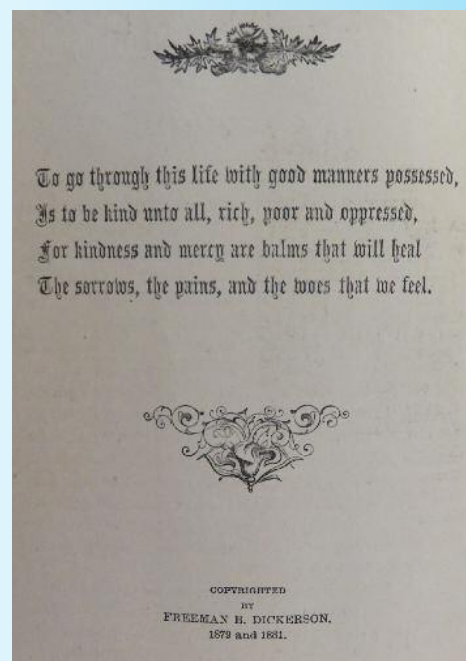 To go through this life with good manners possessed,
Is to be kind unto all, rich, poor and oppressed,
For kindness and mercy are balms that will heal
The sorrows, the pains, and the woes that we feel.
COPYRIGHTED
BY
FREEMAN B. DICKERSON,
1879 and 1881.